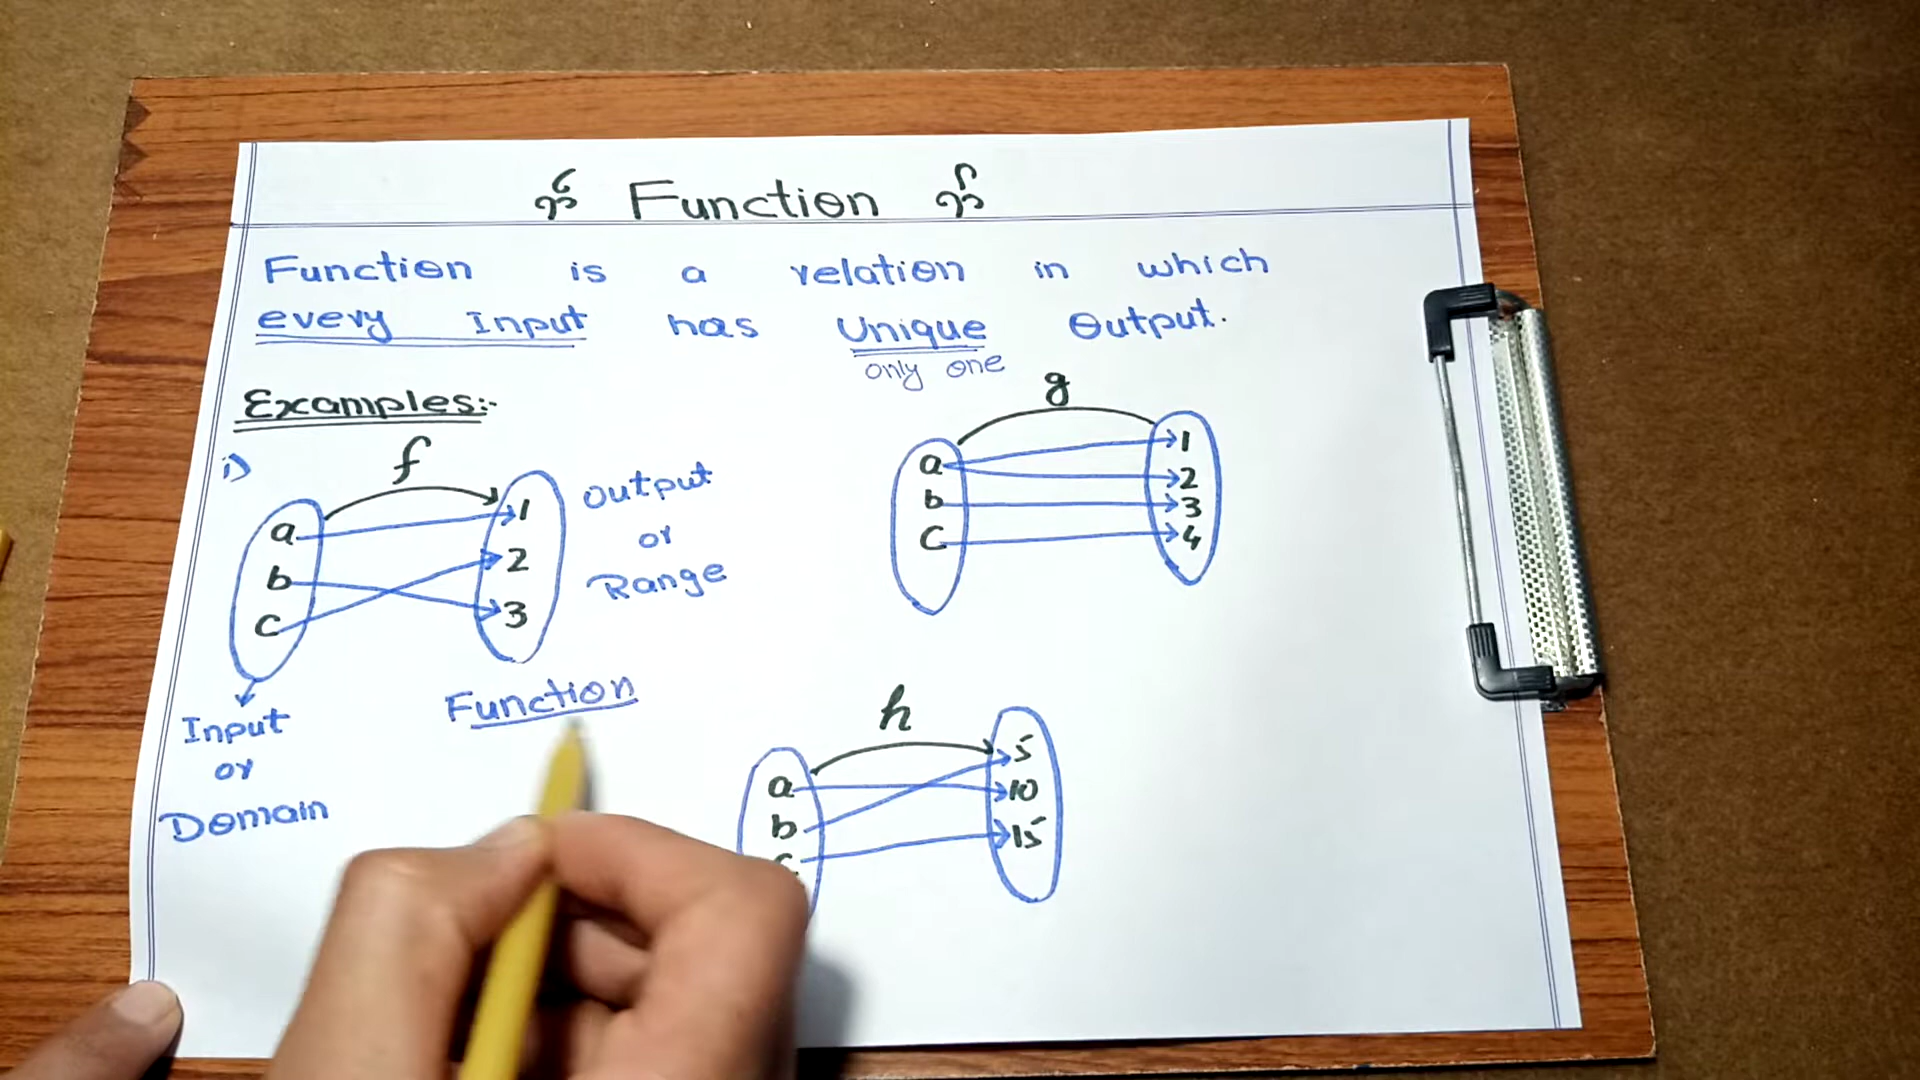 Function
Function is a relation in which
every Input has Unique Output.
only one
Examples:-
i)
f
a
b
c
1
2
3
Output
or
Range
Input
or
Domain
Function
g
a
b
c
1
2
3
4
h
a
b
c
5
10
15